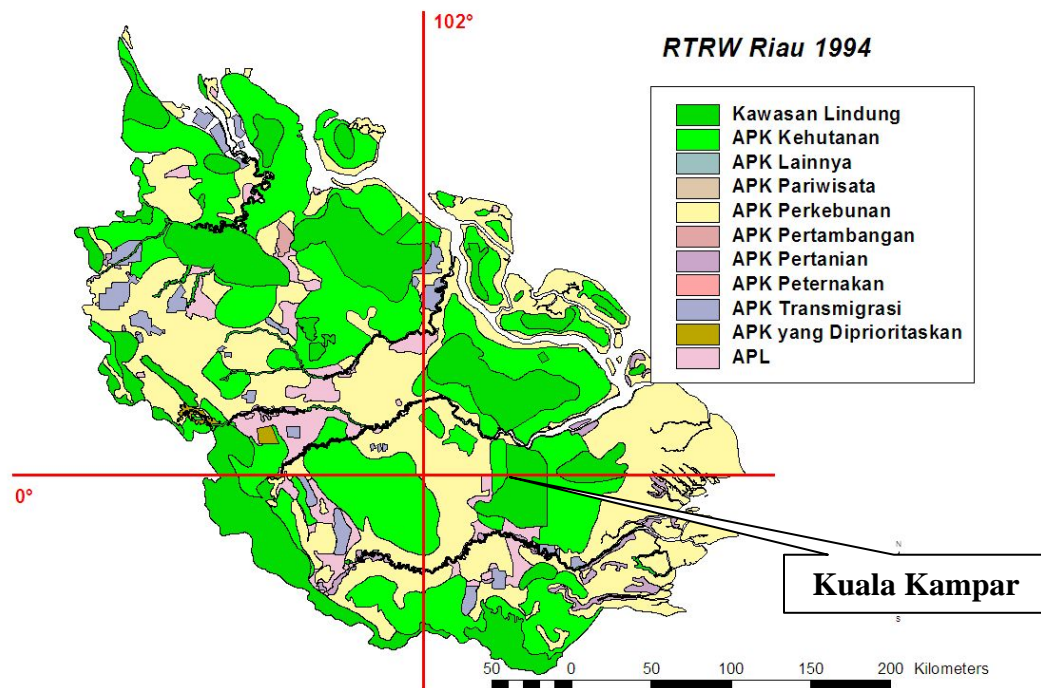 102°
RTRW Riau 1994
Kawasan Lindung
APK Kehutanan
APK Lainnya
APK Pariwisata
APK Perkebunan
APK Pertambangan
APK Pertanian
APK Peternakan
APK Transmigrasi
APK yang Diprioritaskan
APL
0°
N
Kuala Kampar
S
50 0 50 100 150 200 Kilometers